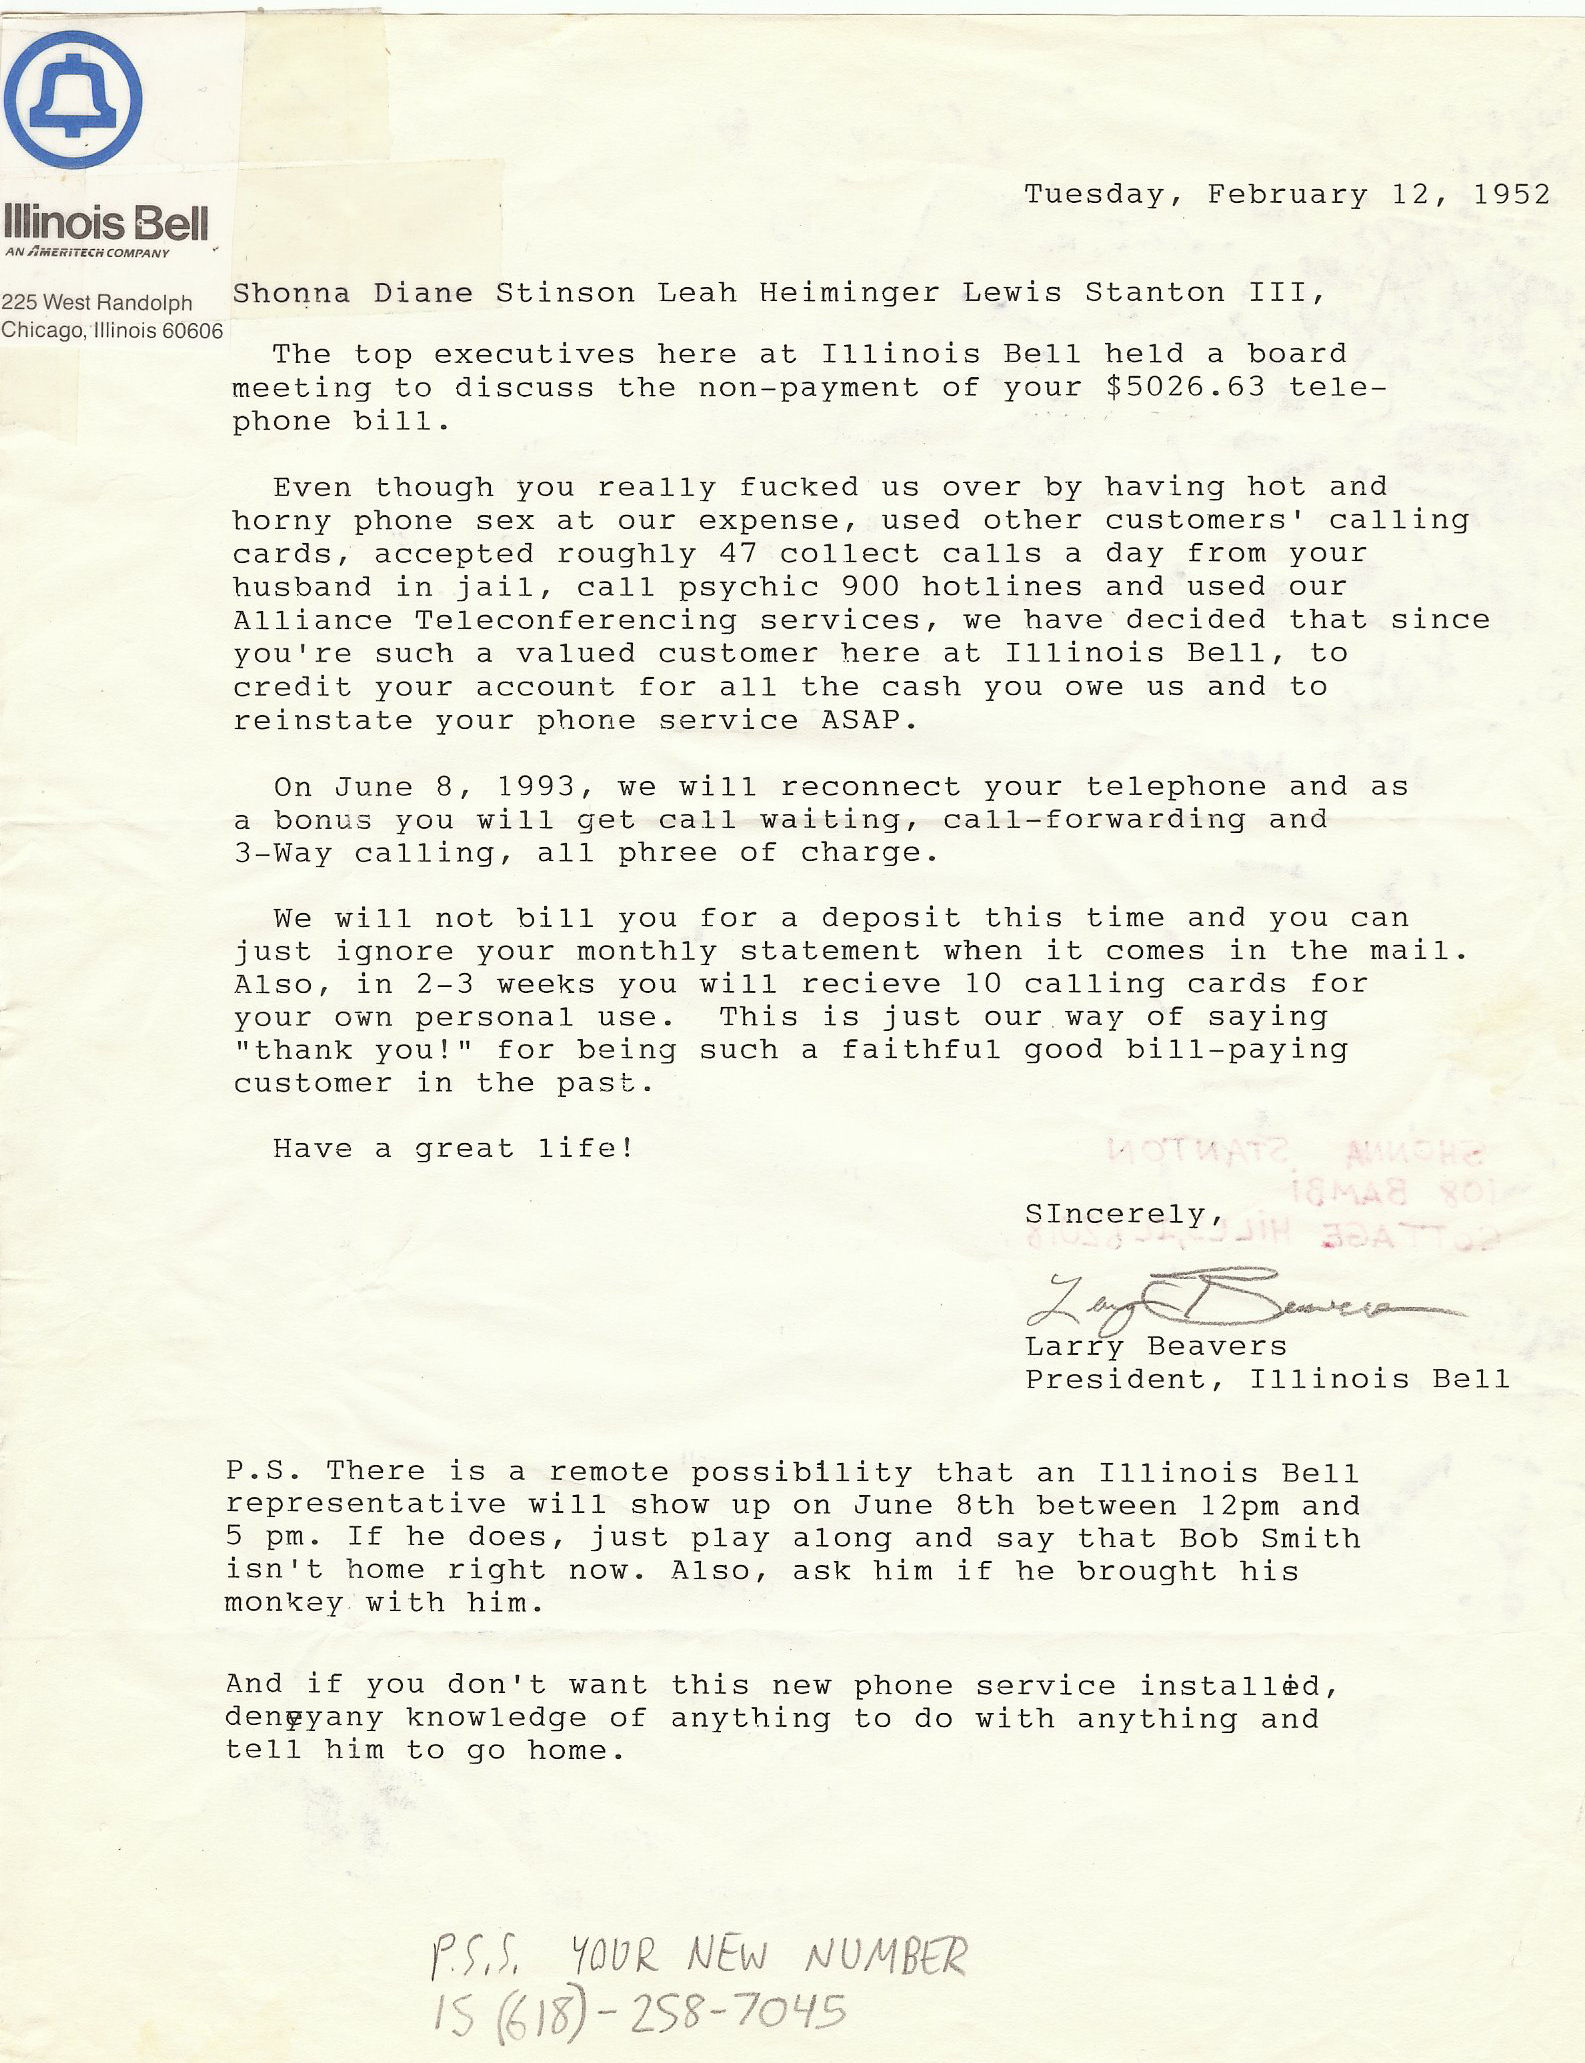 Illinois Bell
AN AMERITECH COMPANY
225 West Randolph
Chicago, Illinois 60606
Tuesday, February 12, 1952
Shonna Diane Stinson Leah Heiminger Lewis Stanton III,
The top executives here at Illinois Bell held a board
meeting to discuss the non-payment of your $5026.63 tele-
phone bill.
Even though you really fucked us over by having hot and
horny phone sex at our expense, used other customers' calling
cards, accepted roughly 47 collect calls a day from your
husband in jail, call psychic 900 hotlines and used our
Alliance Teleconferencing services, we have decided that since
you're such a valued customer here at Illinois Bell, to
credit your account for all the cash you owe us and to
reinstate your phone service ASAP.
On June 8, 1993, we will reconnect your telephone and as
a bonus you will get call waiting, call-forwarding and
3-Way calling, all phree of charge.
We will not bill you for a deposit this time and you can
just ignore your monthly statement when it comes in the mail.
Also, in 2-3 weeks you will recieve 10 calling cards for
your own personal use.  This is just our way of saying
"thank you!" for being such a faithful good bill-paying
customer in the past.
Have a great life!
SHONNA STANTON
108 BAMBI
COTTAGE HILLS, IL 62018
SIncerely,
Larry Beavers
Larry Beavers
President, Illinois Bell
P.S. There is a remote possibility that an Illinois Bell
representative will show up on June 8th between 12pm and
5 pm. If he does, just play along and say that Bob Smith
isn't home right now. Also, ask him if he brought his
monkey with him.
And if you don't want this new phone service installed,
denyyany knowledge of anything to do with anything and
tell him to go home.
P.S.S. YOUR NEW NUMBER
IS (618)-258-7045